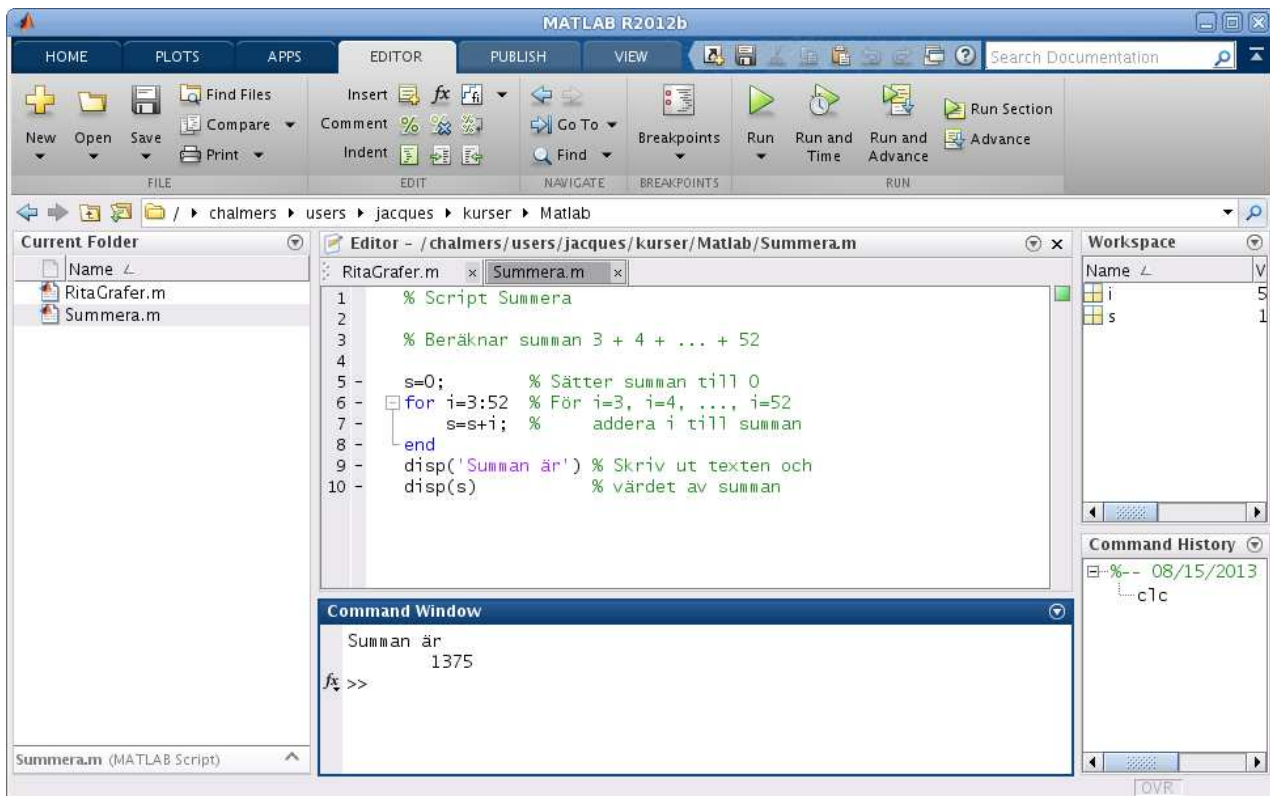 MATLAB R2012b
HOME PLOTS APPS EDITOR PUBLISH VIEW Search Documentation
New Open Save Find Files Compare Print
FILE
Insert fx Comment Indent
EDIT
Go To Find
NAVIGATE
Breakpoints
BREAKPOINTS
Run Run and Time Run and Advance Run Section Advance
RUN
/ chalmers users jacques kurser Matlab
Current Folder
Name
RitaGrafer.m
Summera.m
Summera.m (MATLAB Script)
Editor - /chalmers/users/jacques/kurser/Matlab/Summera.m
RitaGrafer.m × Summera.m ×
1 % Script Summera
2
3 % Beräknar summan 3 + 4 + ... + 52
4
5 - s=0; % Sätter summan till 0
6 - for i=3:52 % För i=3, i=4, ..., i=52
7 - s=s+i; % addera i till summan
8 - end
9 - disp('Summan är') % Skriv ut texten och
10 - disp(s) % värdet av summan
Command Window
Summan är
1375
fx >>
Workspace
Name V
i 5
s 1
Command History
%-- 08/15/2013
clc
OVR